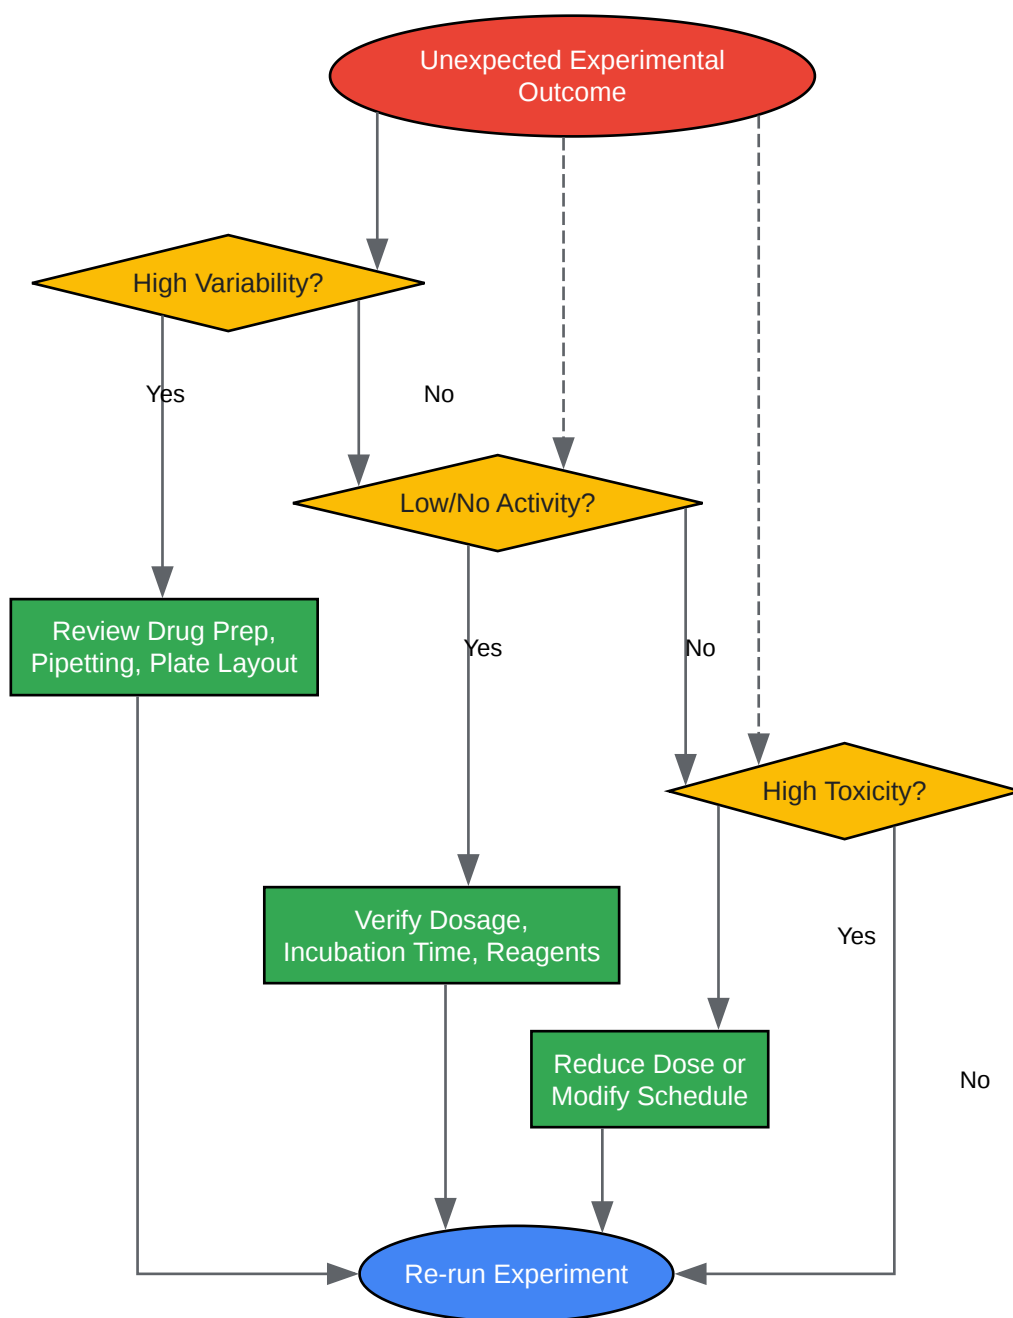 Unexpected Experimental
Outcome
High Variability?
Yes
No
Low/No Activity?
Review Drug Prep,
Pipetting, Plate Layout
Yes
No
High Toxicity?
Verify Dosage,
Incubation Time, Reagents
Yes
Reduce Dose or
Modify Schedule
No
Re-run Experiment